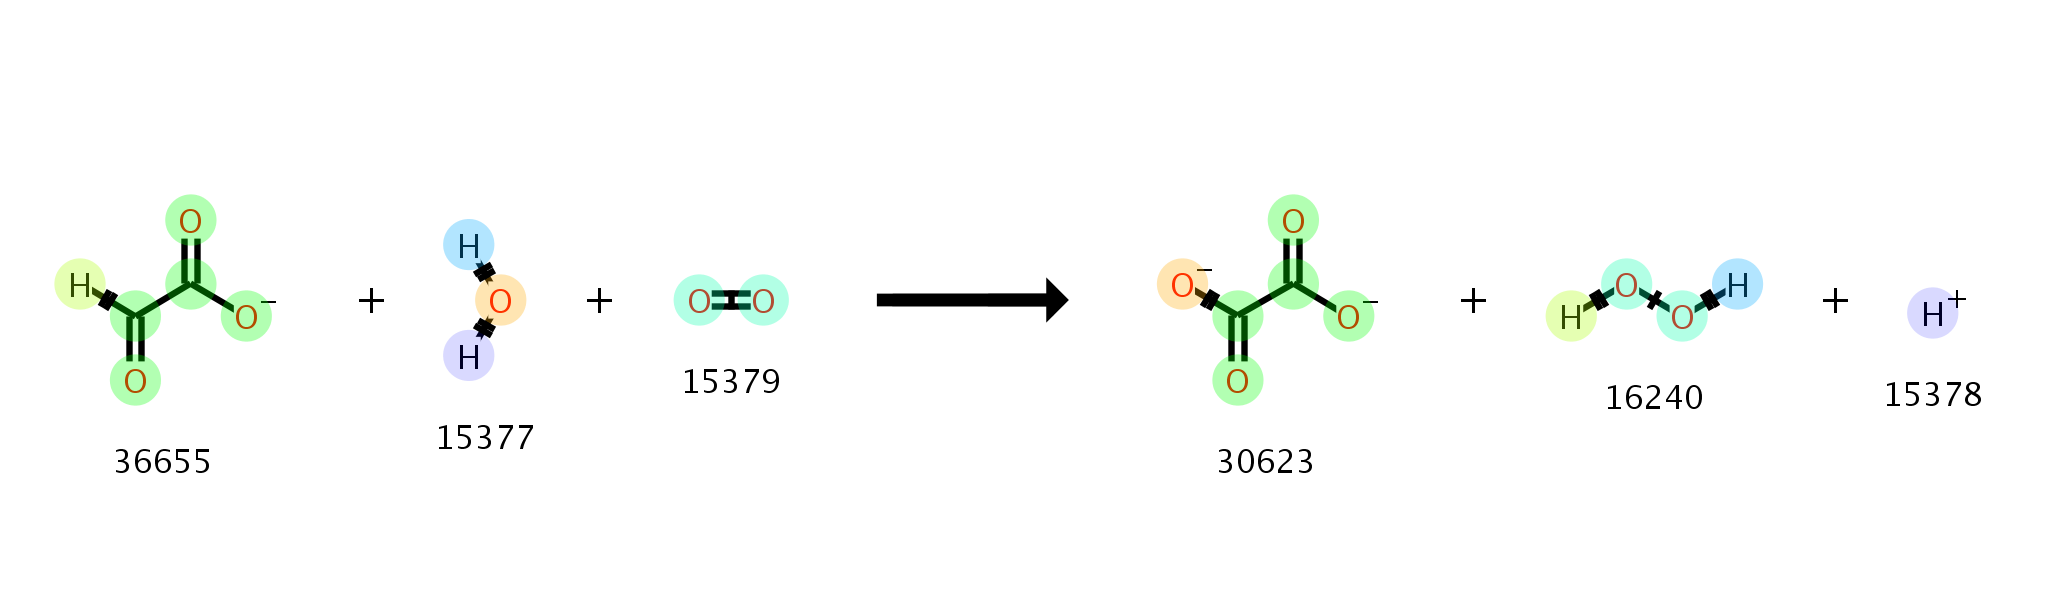 O O
H H O⁻ + H O H + O O → O⁻ O⁻ O O + H O O H + H⁺
36655 15377 15379 30623 16240 15378